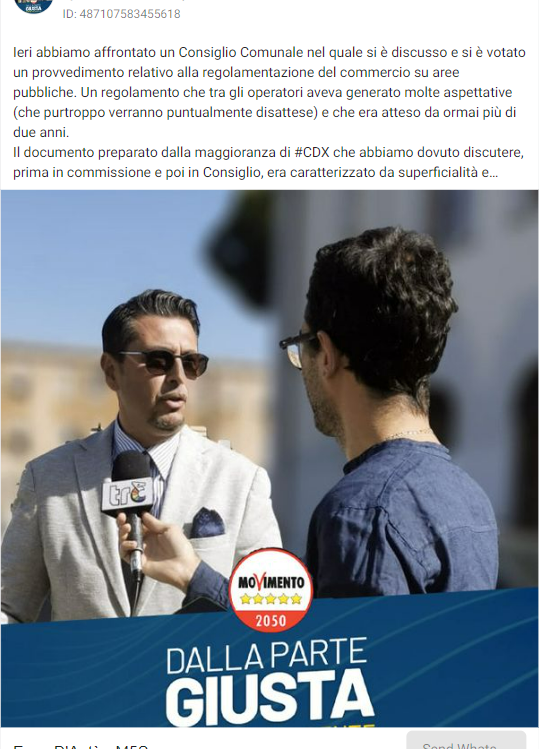 GIUSTA
ID: 487107583455618
Ieri abbiamo affrontato un Consiglio Comunale nel quale si è discusso e si è votato
un provvedimento relativo alla regolamentazione del commercio su aree
pubbliche. Un regolamento che tra gli operatori aveva generato molte aspettative
(che purtroppo verranno puntualmente disattese) e che era atteso da ormai più di
due anni.
Il documento preparato dalla maggioranza di #CDX che abbiamo dovuto discutere,
prima in commissione e poi in Consiglio, era caratterizzato da superficialità e…
trE
MOVIMENTO
2050
DALLA PARTE
GIUSTA